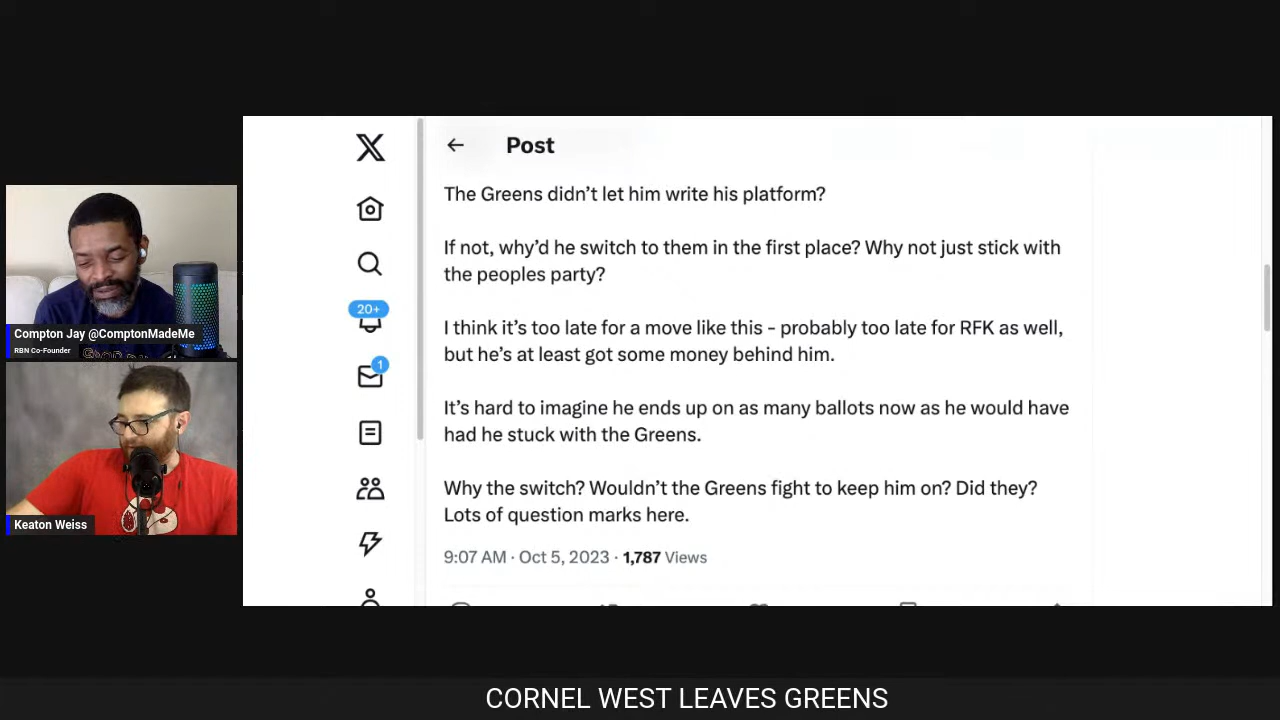 Post
The Greens didn't let him write his platform?
If not, why'd he switch to them in the first place? Why not just stick with
the peoples party?
I think it's too late for a move like this - probably too late for RFK as well,
but he's at least got some money behind him.
It's hard to imagine he ends up on as many ballots now as he would have
had he stuck with the Greens.
Why the switch? Wouldn't the Greens fight to keep him on? Did they?
Lots of question marks here.
9:07 AM · Oct 5, 2023 · 1,787 Views
20+
1
Compton Jay @ComptonMadeMe
RBN Co-Founder
Keaton Weiss
CORNEL WEST LEAVES GREENS